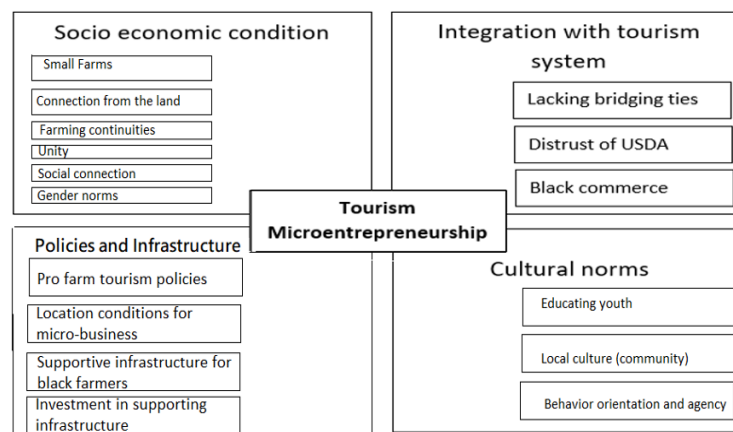 Socio economic condition
Small Farms
Connection from the land
Farming continuities
Unity
Social connection
Gender norms
Integration with tourism
system
Lacking bridging ties
Distrust of USDA
Black commerce
Tourism
Microentrepreneurship
Policies and Infrastructure
Pro farm tourism policies
Location conditions for
micro-business
Supportive infrastructure for
black farmers
Investment in supporting
infrastructure
Cultural norms
Educating youth
Local culture (community)
Behavior orientation and agency